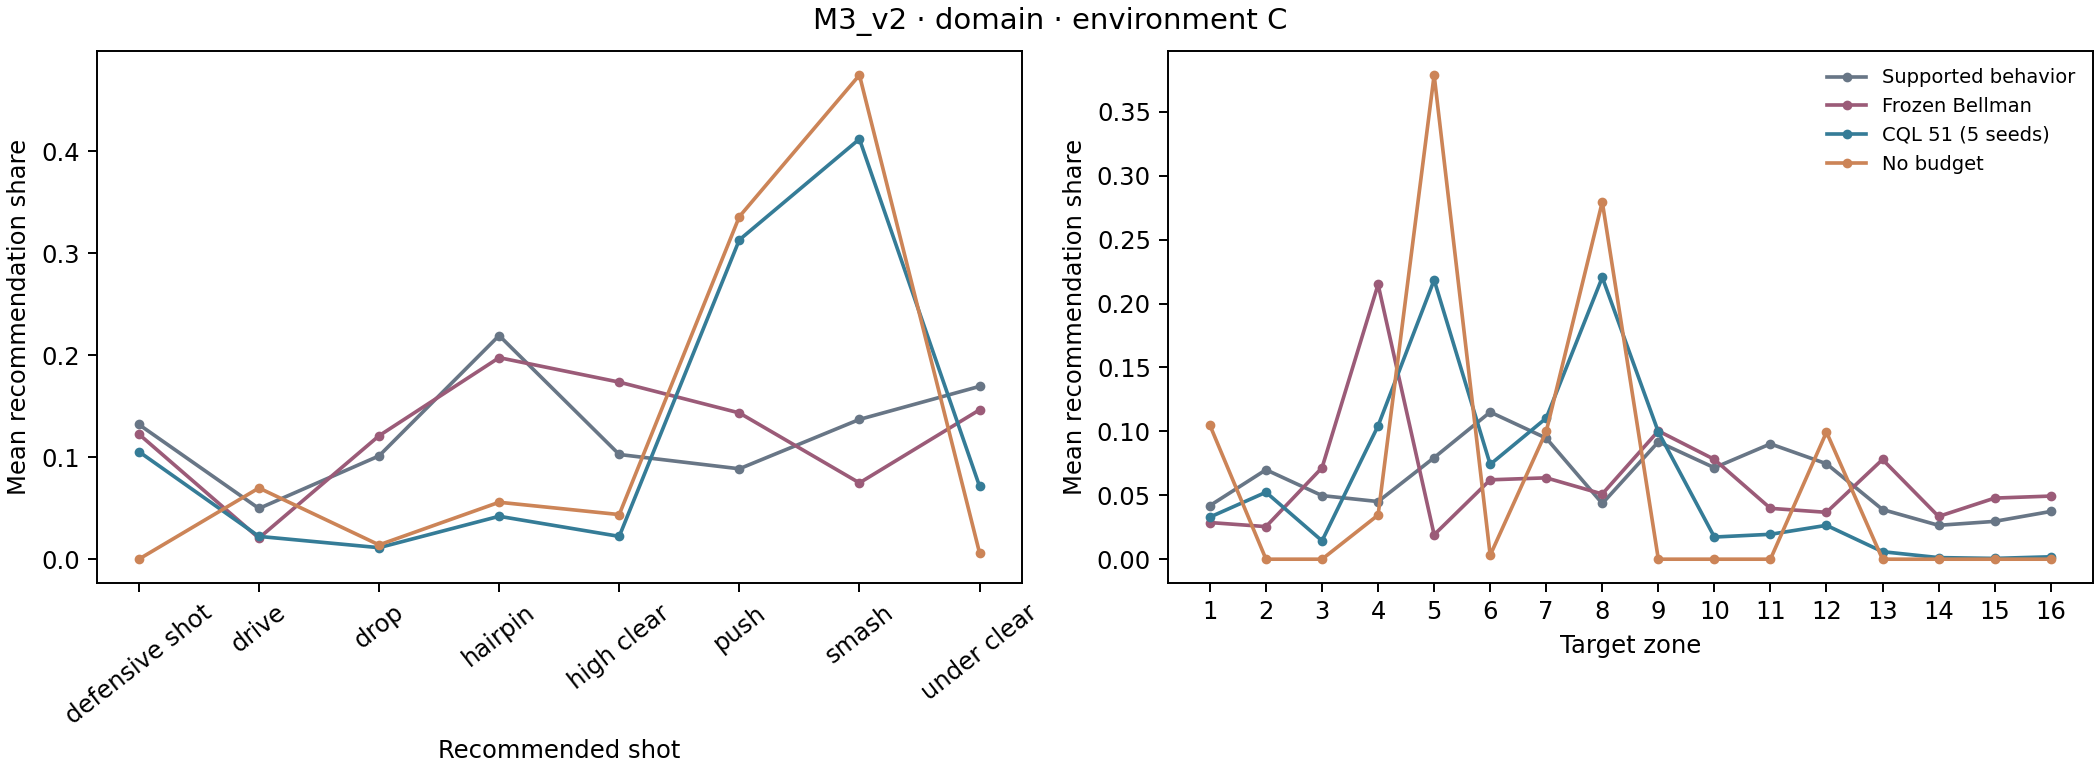 M3_v2 · domain · environment C
Mean recommendation share
0.4
0.3
0.2
0.1
0.0
defensive shot
drive
drop
hairpin
high clear
push
smash
under clear
Recommended shot
Mean recommendation share
0.35
0.30
0.25
0.20
0.15
0.10
0.05
0.00
1 2 3 4 5 6 7 8 9 10 11 12 13 14 15 16
Target zone
Supported behavior
Frozen Bellman
CQL 51 (5 seeds)
No budget